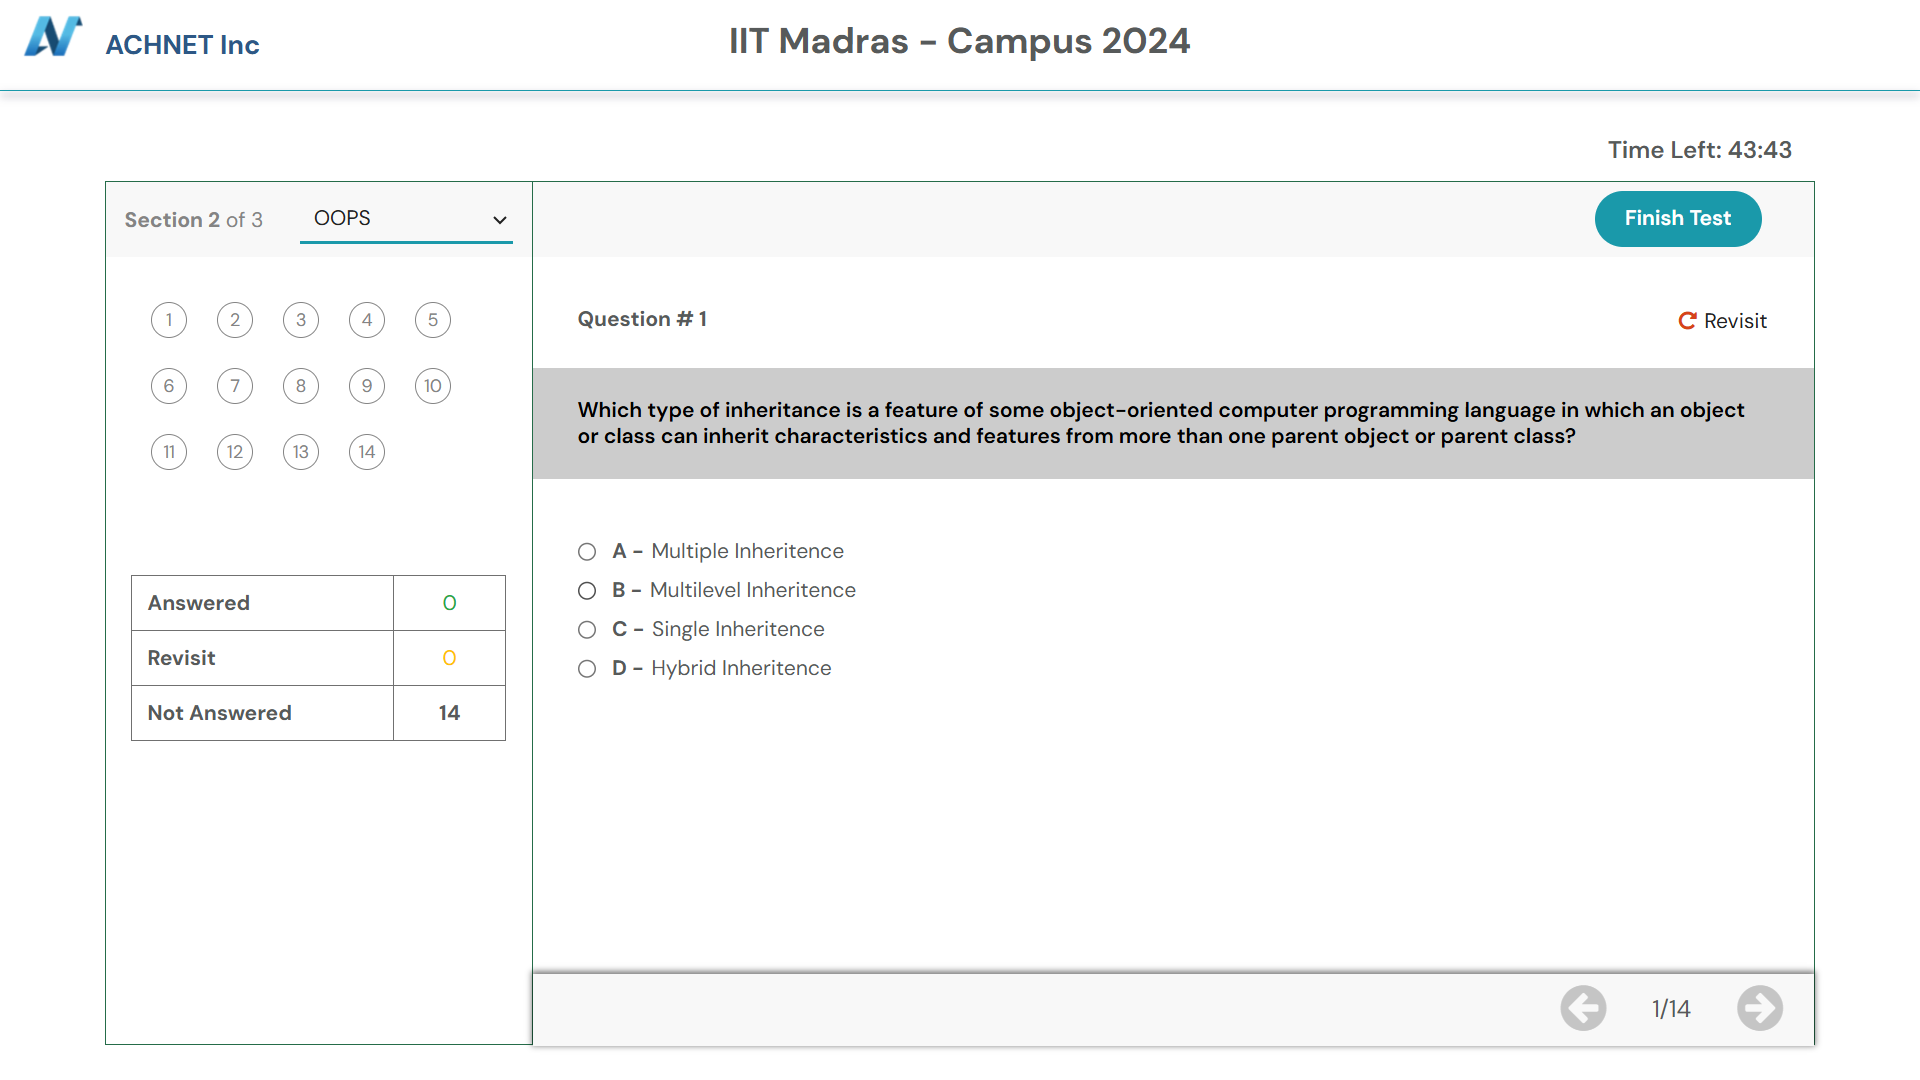 ACHNET Inc
IIT Madras - Campus 2024
Time Left: 43:43
Section 2 of 3
OOPS
Finish Test
1 2 3 4 5
6 7 8 9 10
11 12 13 14
Answered 0
Revisit 0
Not Answered 14
Question # 1
Revisit
Which type of inheritance is a feature of some object-oriented computer programming language in which an object
or class can inherit characteristics and features from more than one parent object or parent class?
A - Multiple Inheritence
B - Multilevel Inheritence
C - Single Inheritence
D - Hybrid Inheritence
1/14